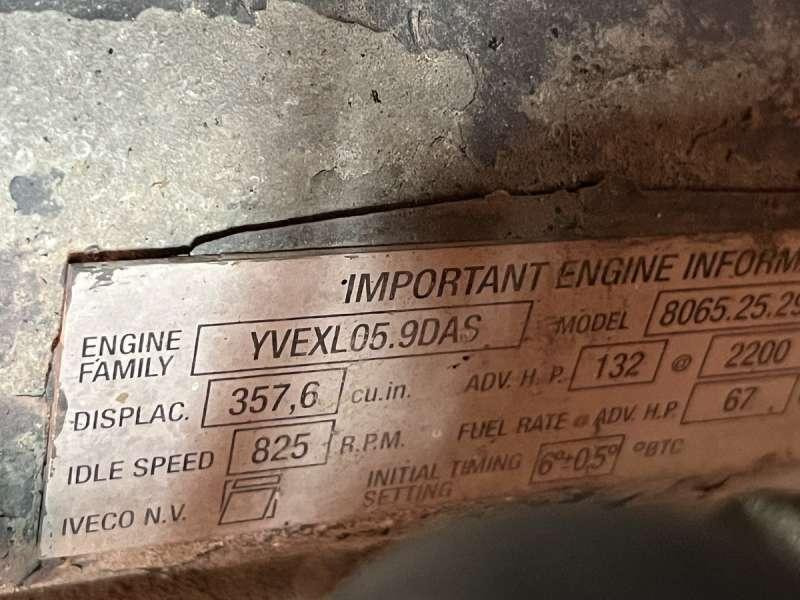 IMPORTANT ENGINE INFORM
ENGINE FAMILY YVEXL05.9DAS MODEL 8065.25.29
DISPLAC. 357,6 cu.in. ADV. H.P. 132 @ 2200
IDLE SPEED 825 R.P.M. FUEL RATE @ ADV. H.P 67
IVECO N.V. INITIAL TIMING SETTING 6°±0,5° °BTC